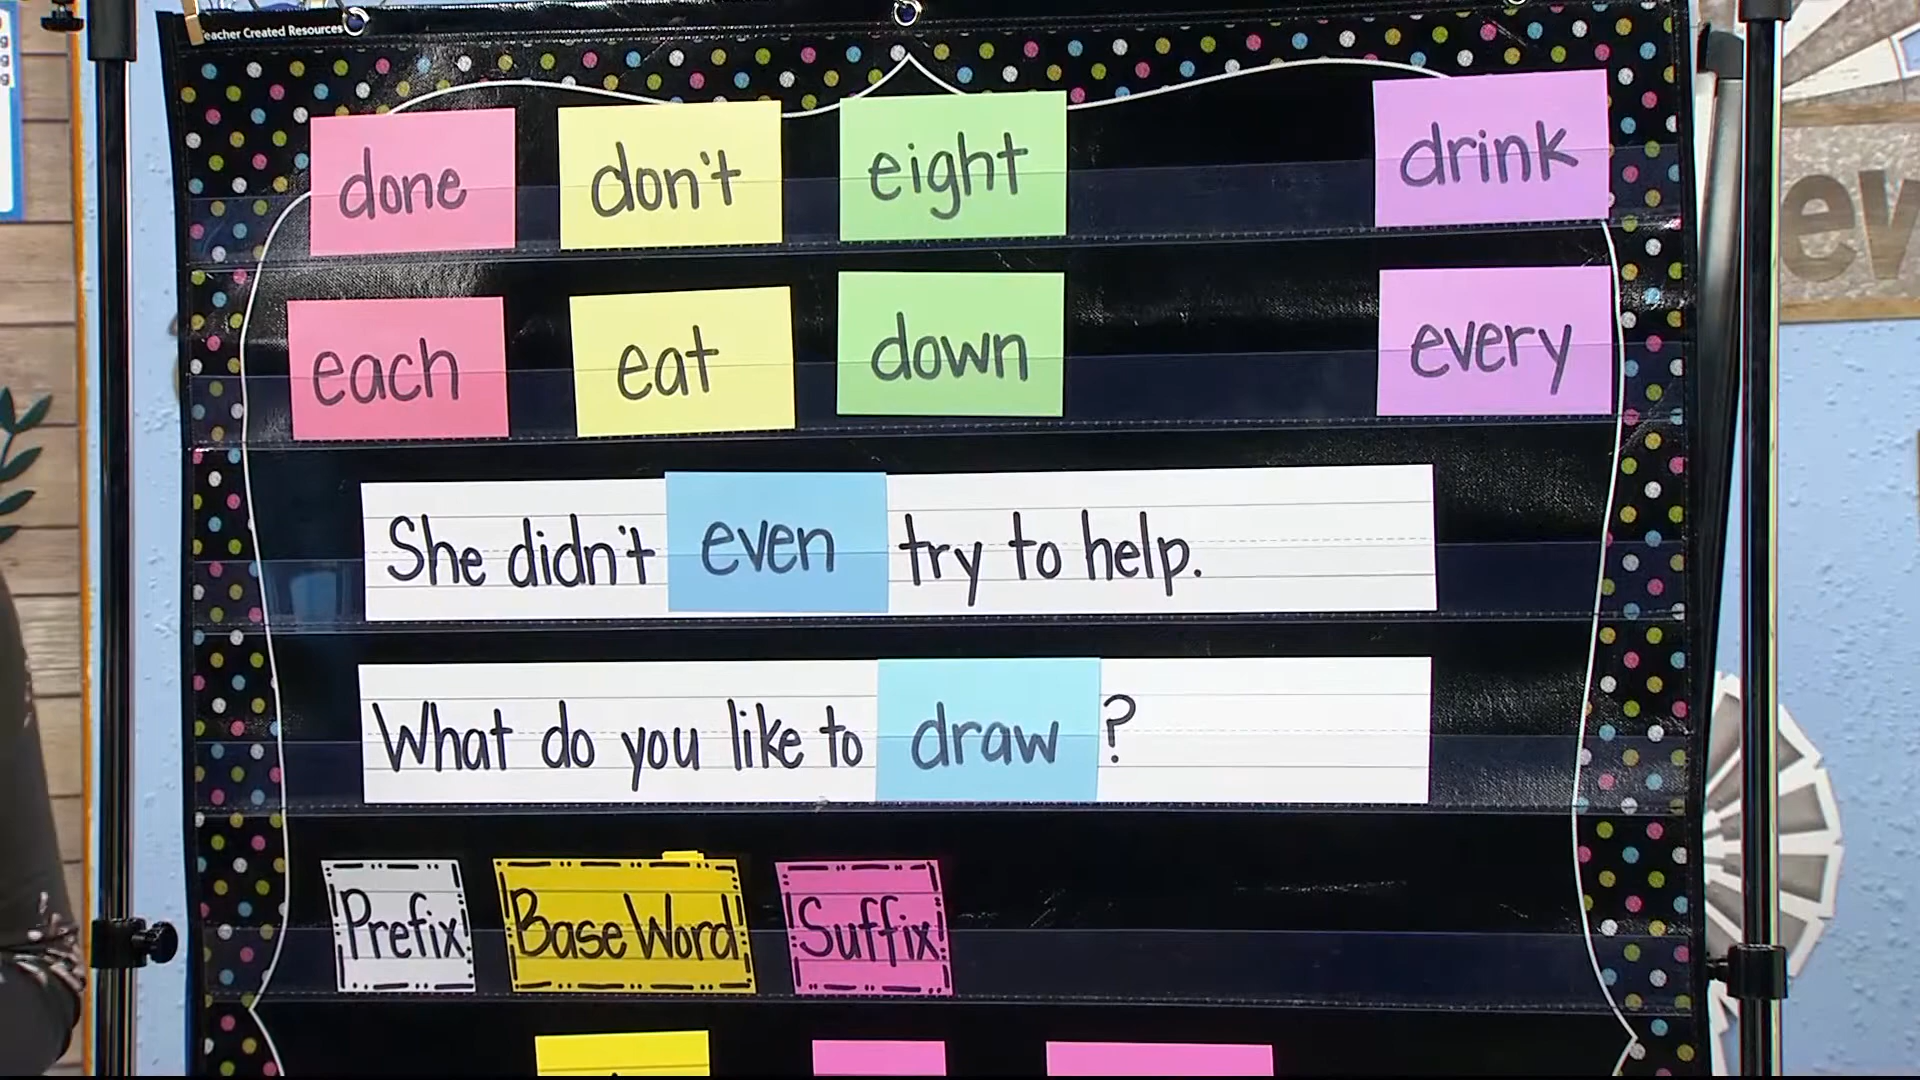 Teacher Created Resources
done don't eight drink
each eat down every
She didn't even try to help.
What do you like to draw?
Prefix Base Word Suffix